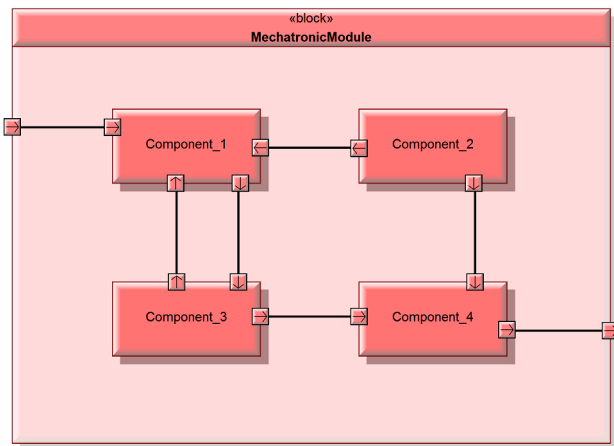 «block»
MechatronicModule
Component_1
Component_2
Component_3
Component_4